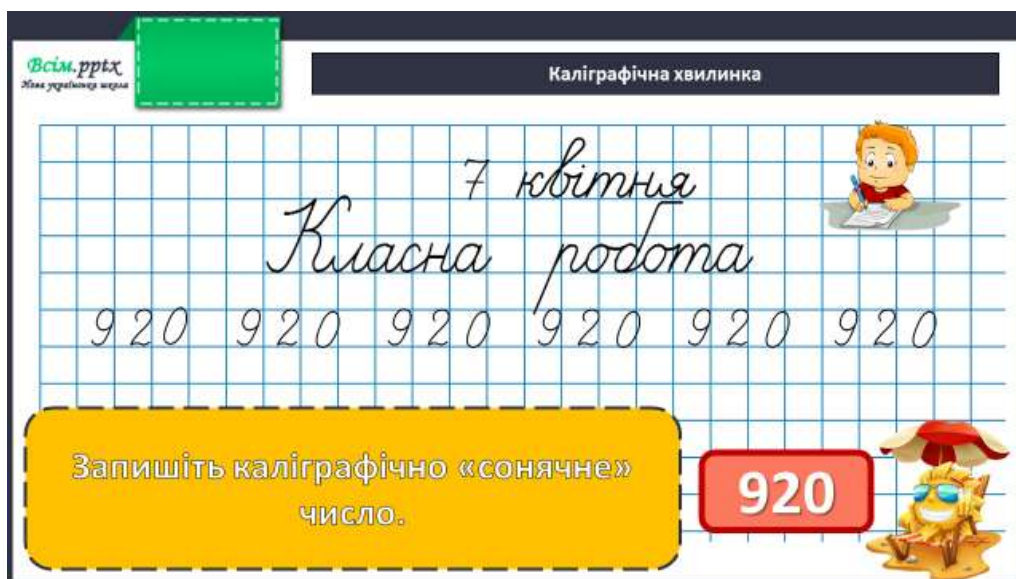 Всім.pptx
Нова українська школа
Каліграфічна хвилинка
7 квітня
Класна робота
920 920 920 920 920 920
Запишіть каліграфічно «сонячне»
число.
920